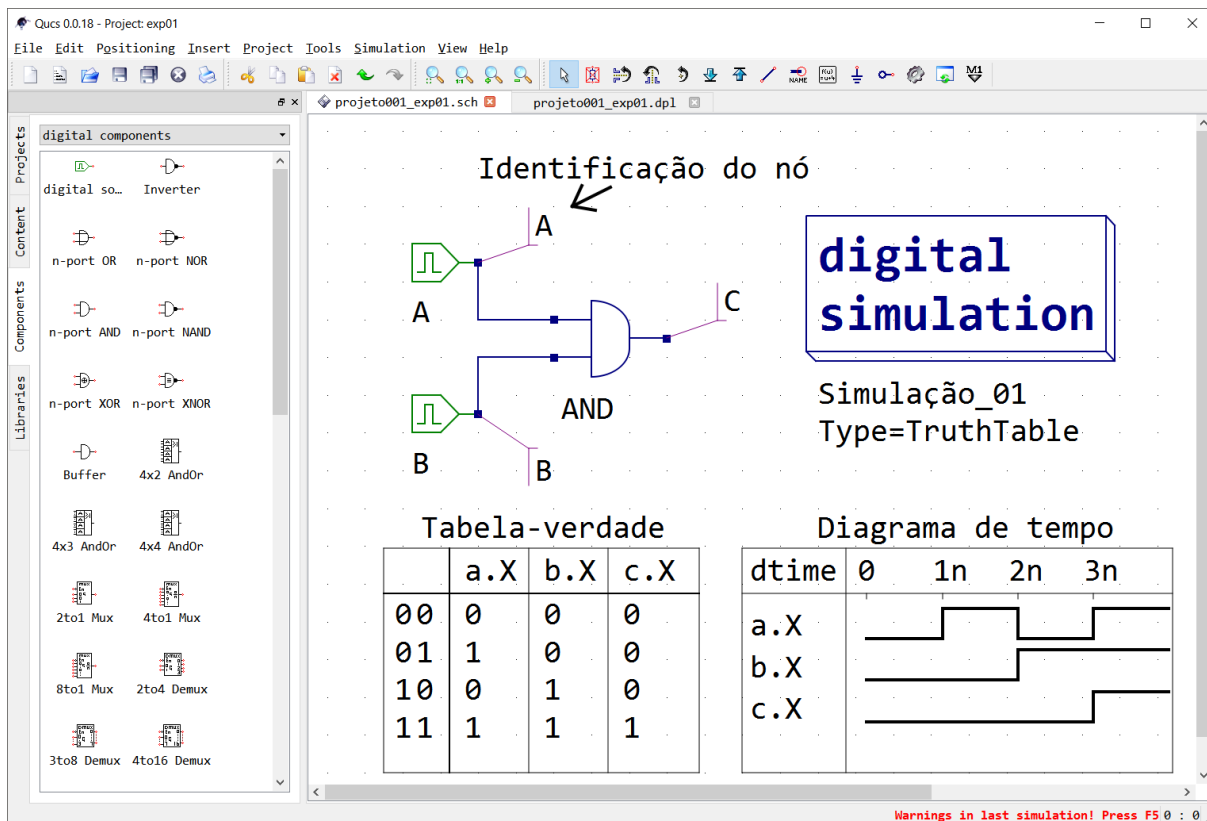 Qucs 0.0.18 - Project: exp01
File Edit Positioning Insert Project Tools Simulation View Help
NAME
M1
projeto001_exp01.sch
projeto001_exp01.dpl
Projects
Content
Components
Libraries
digital components
digital so...
Inverter
n-port OR
n-port NOR
n-port AND
n-port NAND
n-port XOR
n-port XNOR
Buffer
4x2 AndOr
4x3 AndOr
4x4 AndOr
2to1 Mux
4to1 Mux
8to1 Mux
2to4 Demux
3to8 Demux
4to16 Demux
Identificação do nó
A
A
C
AND
B
B
digital
simulation
Simulação_01
Type=TruthTable
Tabela-verdade
a.X b.X c.X
00 0 0 0
01 1 0 0
10 0 1 0
11 1 1 1
Diagrama de tempo
dtime 0 1n 2n 3n
a.X
b.X
c.X
Warnings in last simulation! Press F5 0 : 0